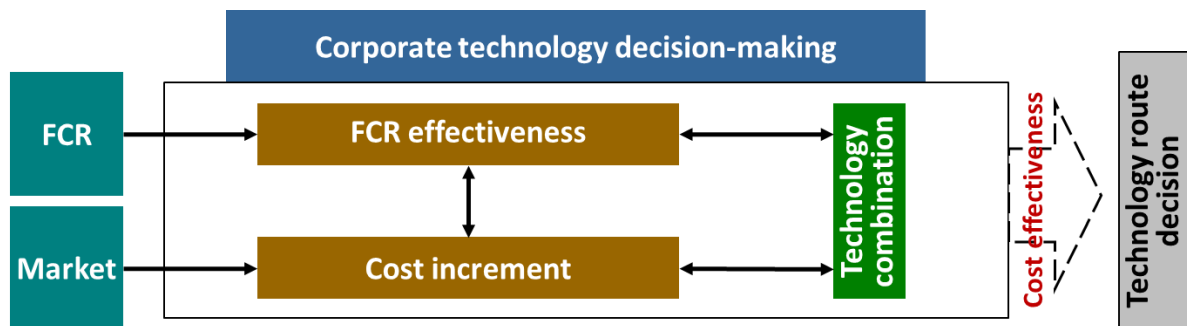 Corporate technology decision-making
FCR
FCR effectiveness
Market
Cost increment
Technology
combination
Cost effectiveness
Technology route
decision